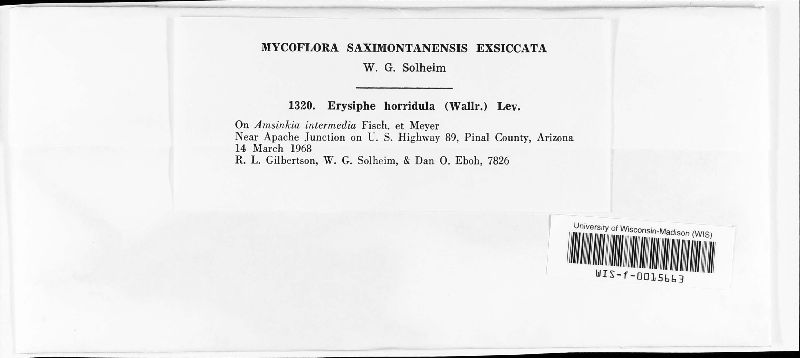 MYCOFLORA SAXIMONTANENSIS EXSICCATA
W. G. Solheim
1320. Erysiphe horridula (Wallr.) Lev.
On Amsinkia intermedia Fisch. et Meyer
Near Apache Junction on U. S. Highway 89, Pinal County, Arizona
14 March 1968
R. L. Gilbertson, W. G. Solheim, & Dan O. Eboh, 7826
University of Wisconsin-Madison (WIS)
WIS-f-0015663